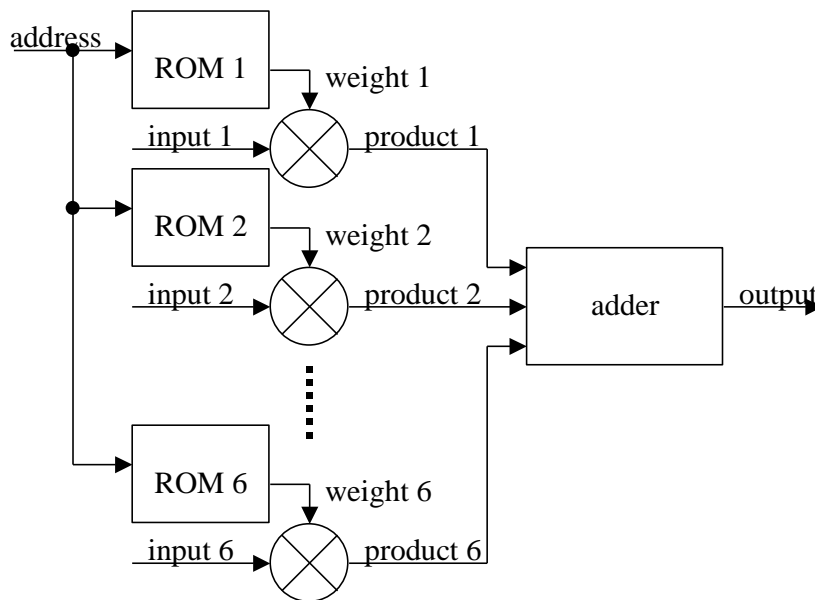 address
ROM 1
weight 1
input 1
product 1
ROM 2
weight 2
input 2
product 2
adder
output
ROM 6
weight 6
input 6
product 6